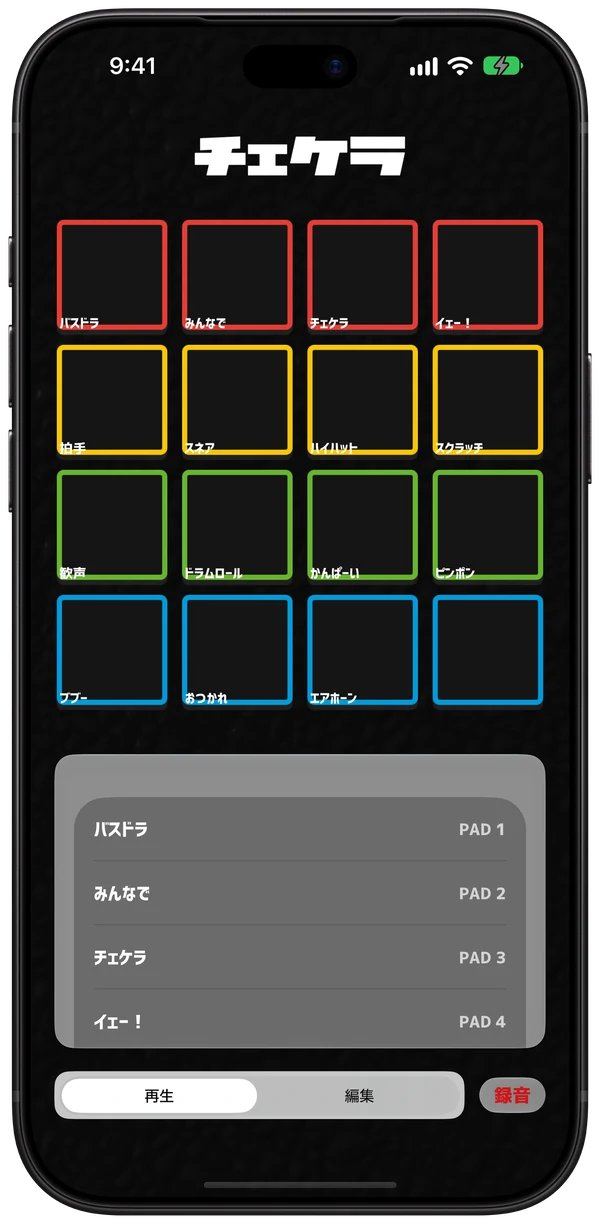 9:41
チェケラ
バスドラ みんなで チェケラ イェー！
拍手 スネア ハイハット スクラッチ
歓声 ドラムロール かんぱーい ピンポン
ブブー おつかれ エアホーン
バスドラ PAD 1
みんなで PAD 2
チェケラ PAD 3
イェー！ PAD 4
再生 編集 録音